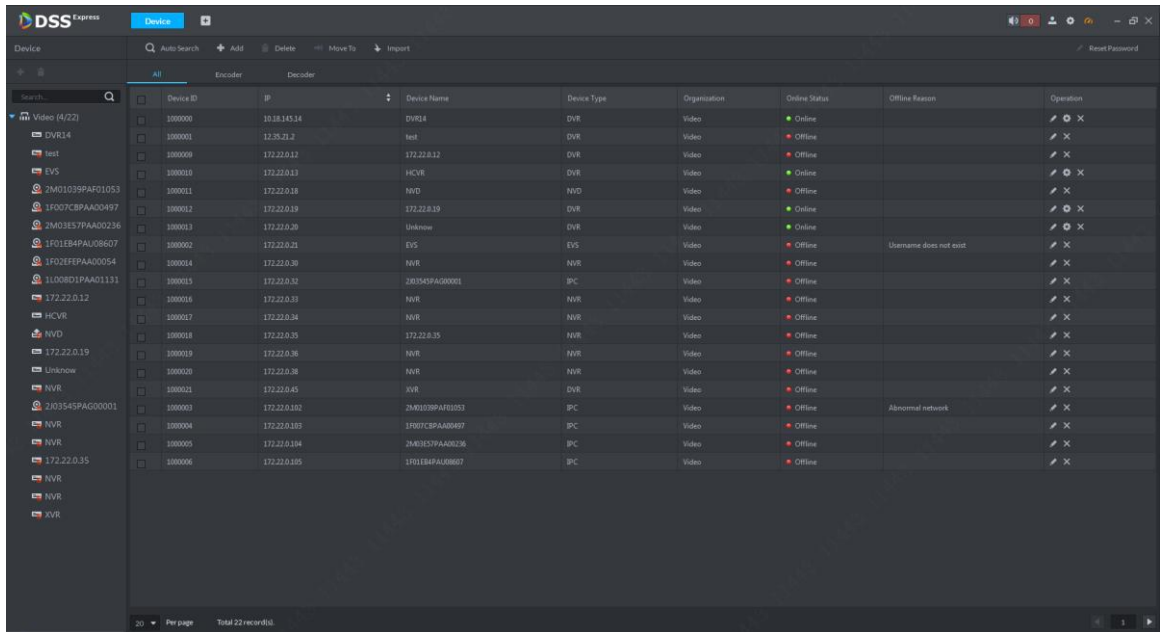 DSS Express
Device
0
Device
Auto Search
Add
Delete
Move To
Import
Reset Password
All
Encoder
Decoder
Search...
Video (4/22)
DVR14
test
EVS
2M01039PAF01053
1F007CBPAA00497
2M03E57PAA00236
1F01EB4PAU08607
1F02EFEPAA00054
1L008D1PAA01131
172.22.0.12
HCVR
NVD
172.22.0.19
Unknow
NVR
2J03545PAG00001
NVR
NVR
172.22.0.35
NVR
NVR
XVR
Device ID IP Device Name Device Type Organization Online Status Offline Reason Operation
1000000 10.18.145.14 DVR14 DVR Video Online
1000001 12.35.21.2 test DVR Video Offline
1000009 172.22.0.12 172.22.0.12 DVR Video Offline
1000010 172.22.0.13 HCVR DVR Video Online
1000011 172.22.0.18 NVD NVD Video Offline
1000012 172.22.0.19 172.22.0.19 DVR Video Online
1000013 172.22.0.20 Unknow DVR Video Online
1000002 172.22.0.21 EVS EVS Video Offline Username does not exist
1000014 172.22.0.30 NVR NVR Video Offline
1000015 172.22.0.32 2J03545PAG00001 IPC Video Offline
1000016 172.22.0.33 NVR NVR Video Offline
1000017 172.22.0.34 NVR NVR Video Offline
1000018 172.22.0.35 172.22.0.35 NVR Video Offline
1000019 172.22.0.36 NVR NVR Video Offline
1000020 172.22.0.38 NVR NVR Video Offline
1000021 172.22.0.45 XVR DVR Video Offline
1000003 172.22.0.102 2M01039PAF01053 IPC Video Offline Abnormal network
1000004 172.22.0.103 1F007CBPAA00497 IPC Video Offline
1000005 172.22.0.104 2M03E57PAA00236 IPC Video Offline
1000006 172.22.0.105 1F01EB4PAU08607 IPC Video Offline
20 Per page Total 22 record(s). 1